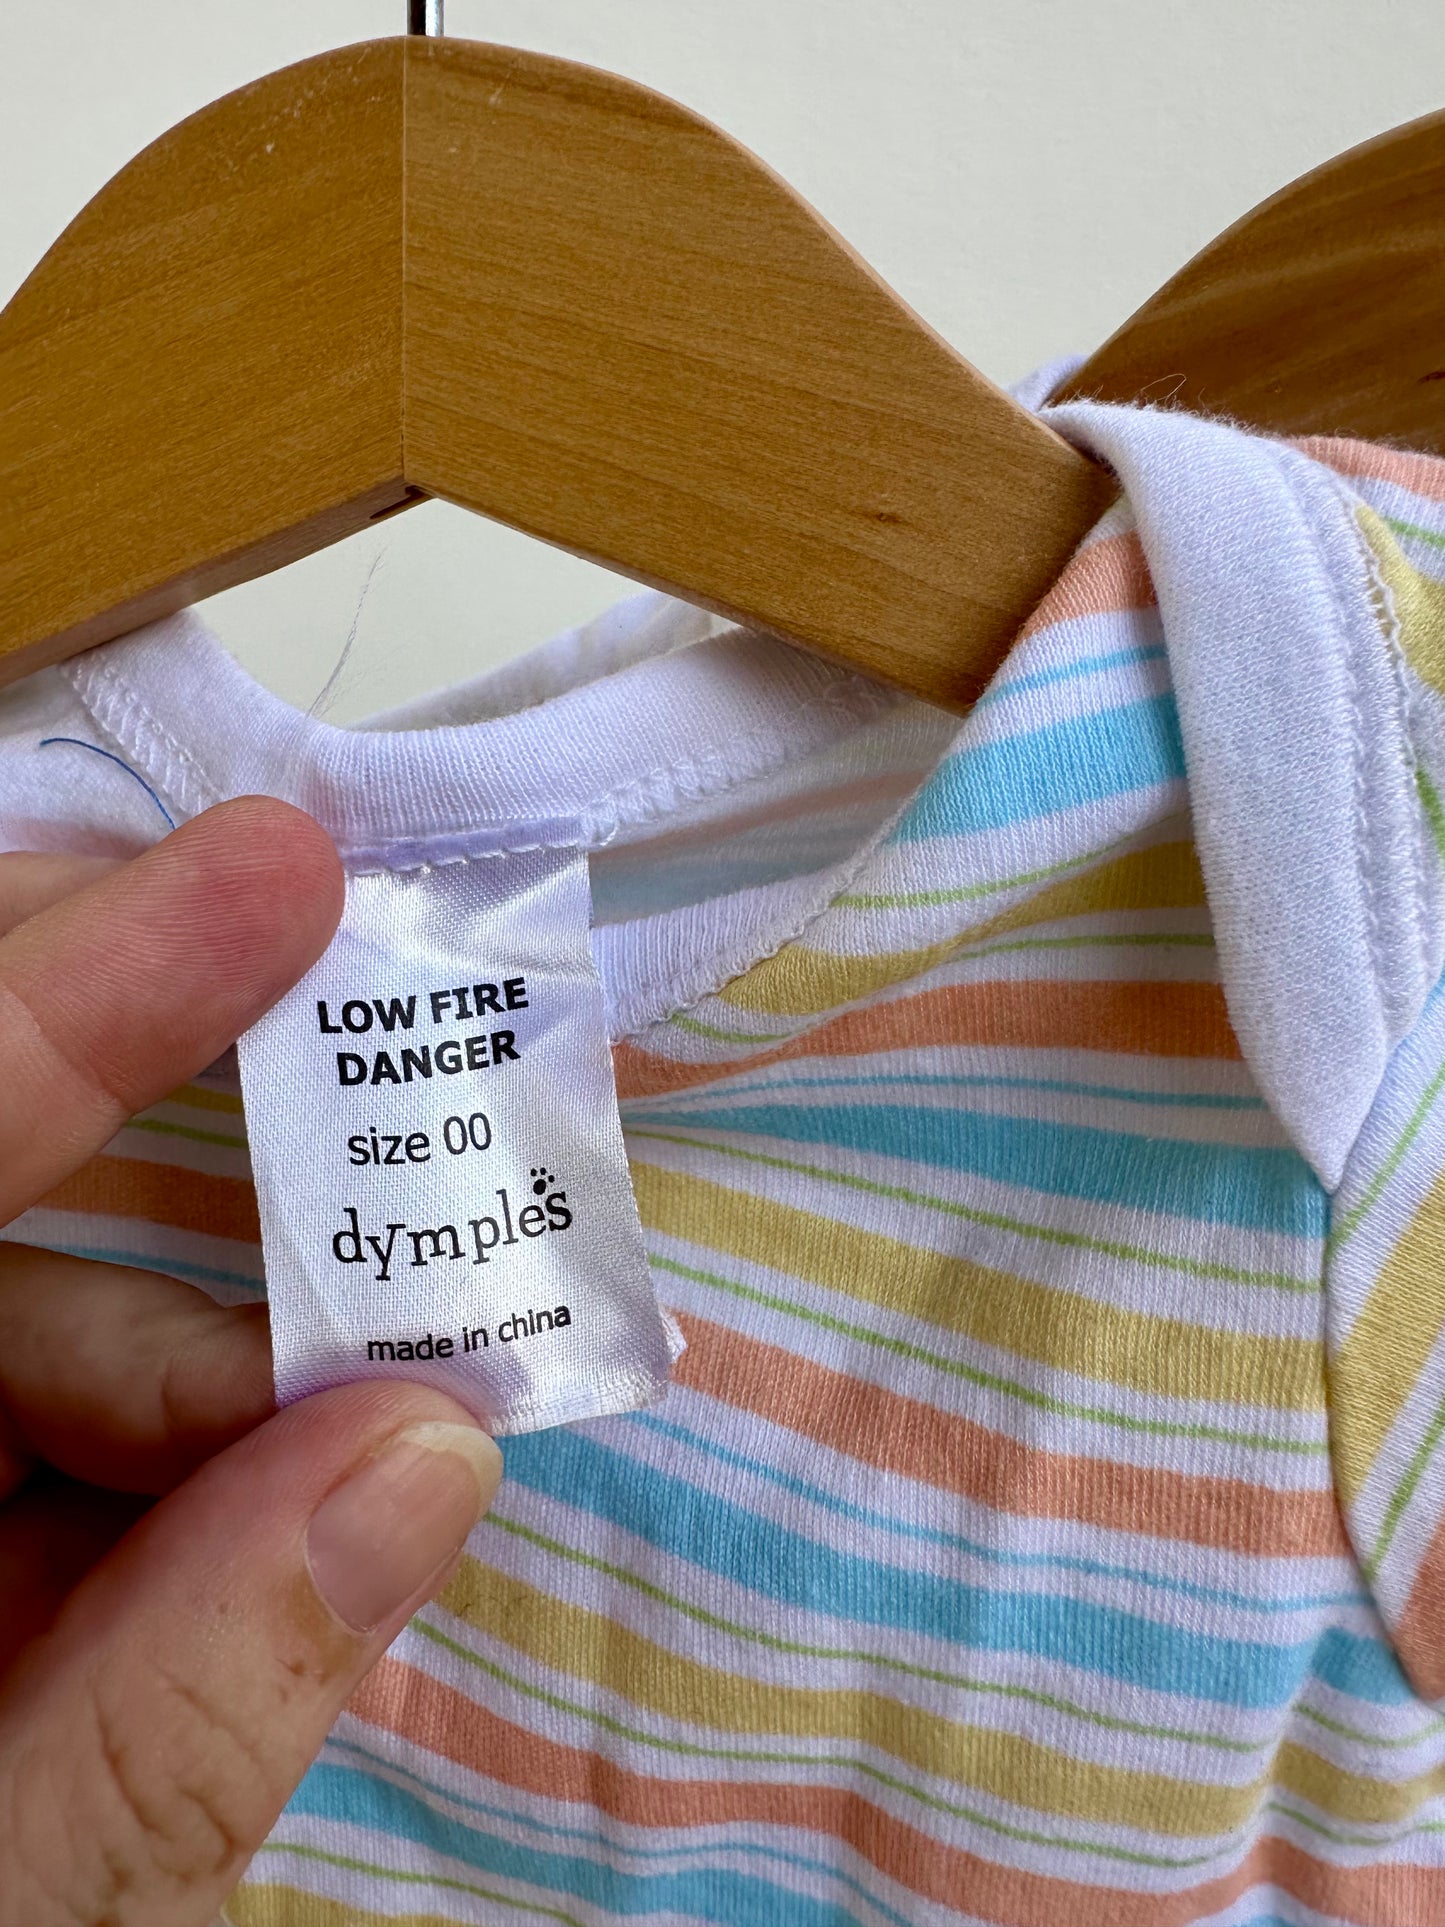 LOW FIRE
DANGER
size 00
dymples
made in china